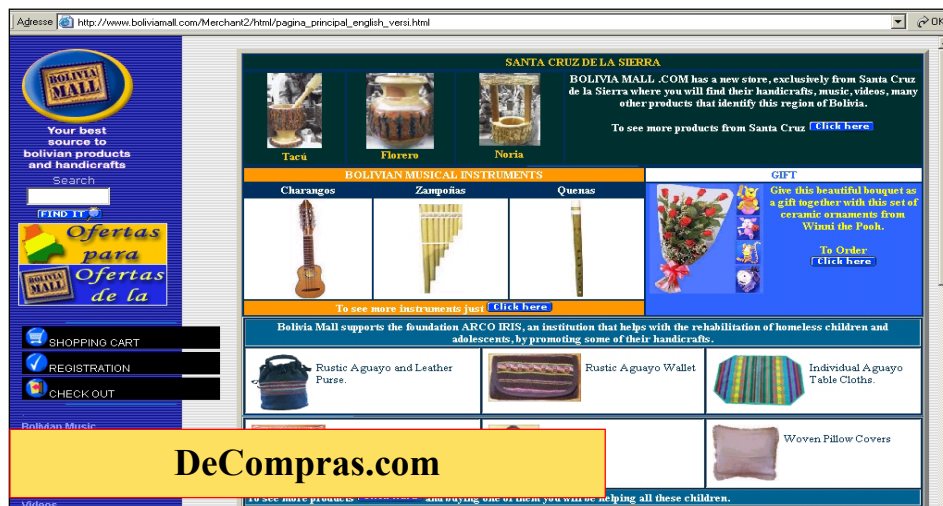 Adresse http://www.boliviamall.com/Merchant2/html/pagina_principal_english_versi.html OK
BOLIVIA
MALL
Your best
source to
bolivian products
and handicrafts
Search
FIND IT
Ofertas
para
BOLIVIA
MALL
Ofertas
de la
SHOPPING CART
REGISTRATION
CHECK OUT
Bolivian Music
Videos
SANTA CRUZ DE LA SIERRA
Tacú
Florero
Noria
BOLIVIA MALL .COM has a new store, exclusively from Santa Cruz
de la Sierra where you will find their handicrafts, music, videos, many
other products that identify this region of Bolivia.
To see more products from Santa Cruz Click here
BOLIVIAN MUSICAL INSTRUMENTS
Charangos
Zampoñas
Quenas
To see more instruments just Click here
GIFT
Give this beautiful bouquet as
a gift together with this set of
ceramic ornaments from
Winni the Pooh.
To Order
Click here
Bolivia Mall supports the foundation ARCO IRIS, an institution that helps with the rehabilitation of homeless children and
adolescents, by promoting some of their handicrafts.
Rustic Aguayo and Leather
Purse.
Rustic Aguayo Wallet
Individual Aguayo
Table Cloths.
Woven Pillow Covers
To see more products and buying one of them you will be helping all these children.
DeCompras.com